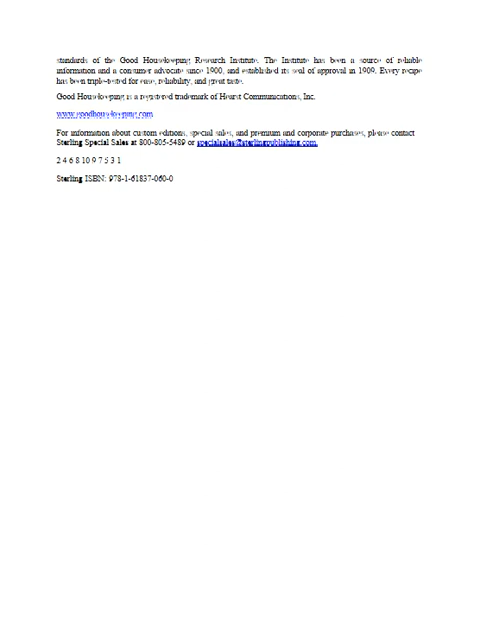 standards of the Good Housekeeping Research Institute. The Institute has been a source of reliable
information and a consumer advocate since 1900, and established its seal of approval in 1909. Every recipe
has been triple-tested for ease, reliability, and great taste.
Good Housekeeping is a registered trademark of Hearst Communications, Inc.
www.goodhousekeeping.com
For information about custom editions, special sales, and premium and corporate purchases, please contact
Sterling Special Sales at 800-805-5489 or specialsales@sterlingpublishing.com.
2 4 6 8 10 9 7 5 3 1
Sterling ISBN: 978-1-61837-060-0